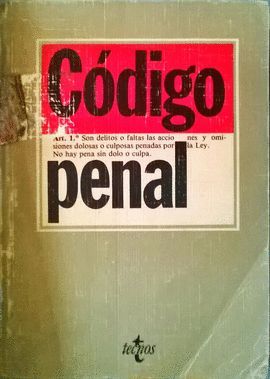 Código
Art. 1.° Son delitos o faltas las accio nes y omi-
siones dolosas o culposas penadas por la Ley.
No hay pena sin dolo o culpa.
penal
tecnos